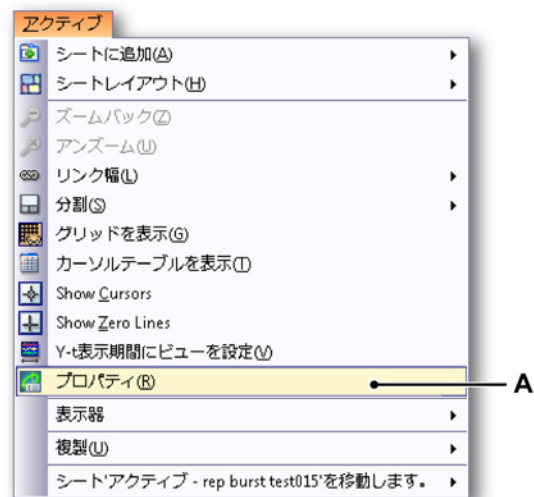 アクティブ
シートに追加(A)
シートレイアウト(H)
ズームバック(Z)
アンズーム(U)
リンク幅(L)
分割(S)
グリッドを表示(G)
カーソルテーブルを表示(T)
Show Cursors
Show Zero Lines
Y-t表示期間にビューを設定(V)
プロパティ(R)
A
表示器
複製(U)
シート'アクティブ - rep burst test015'を移動します。